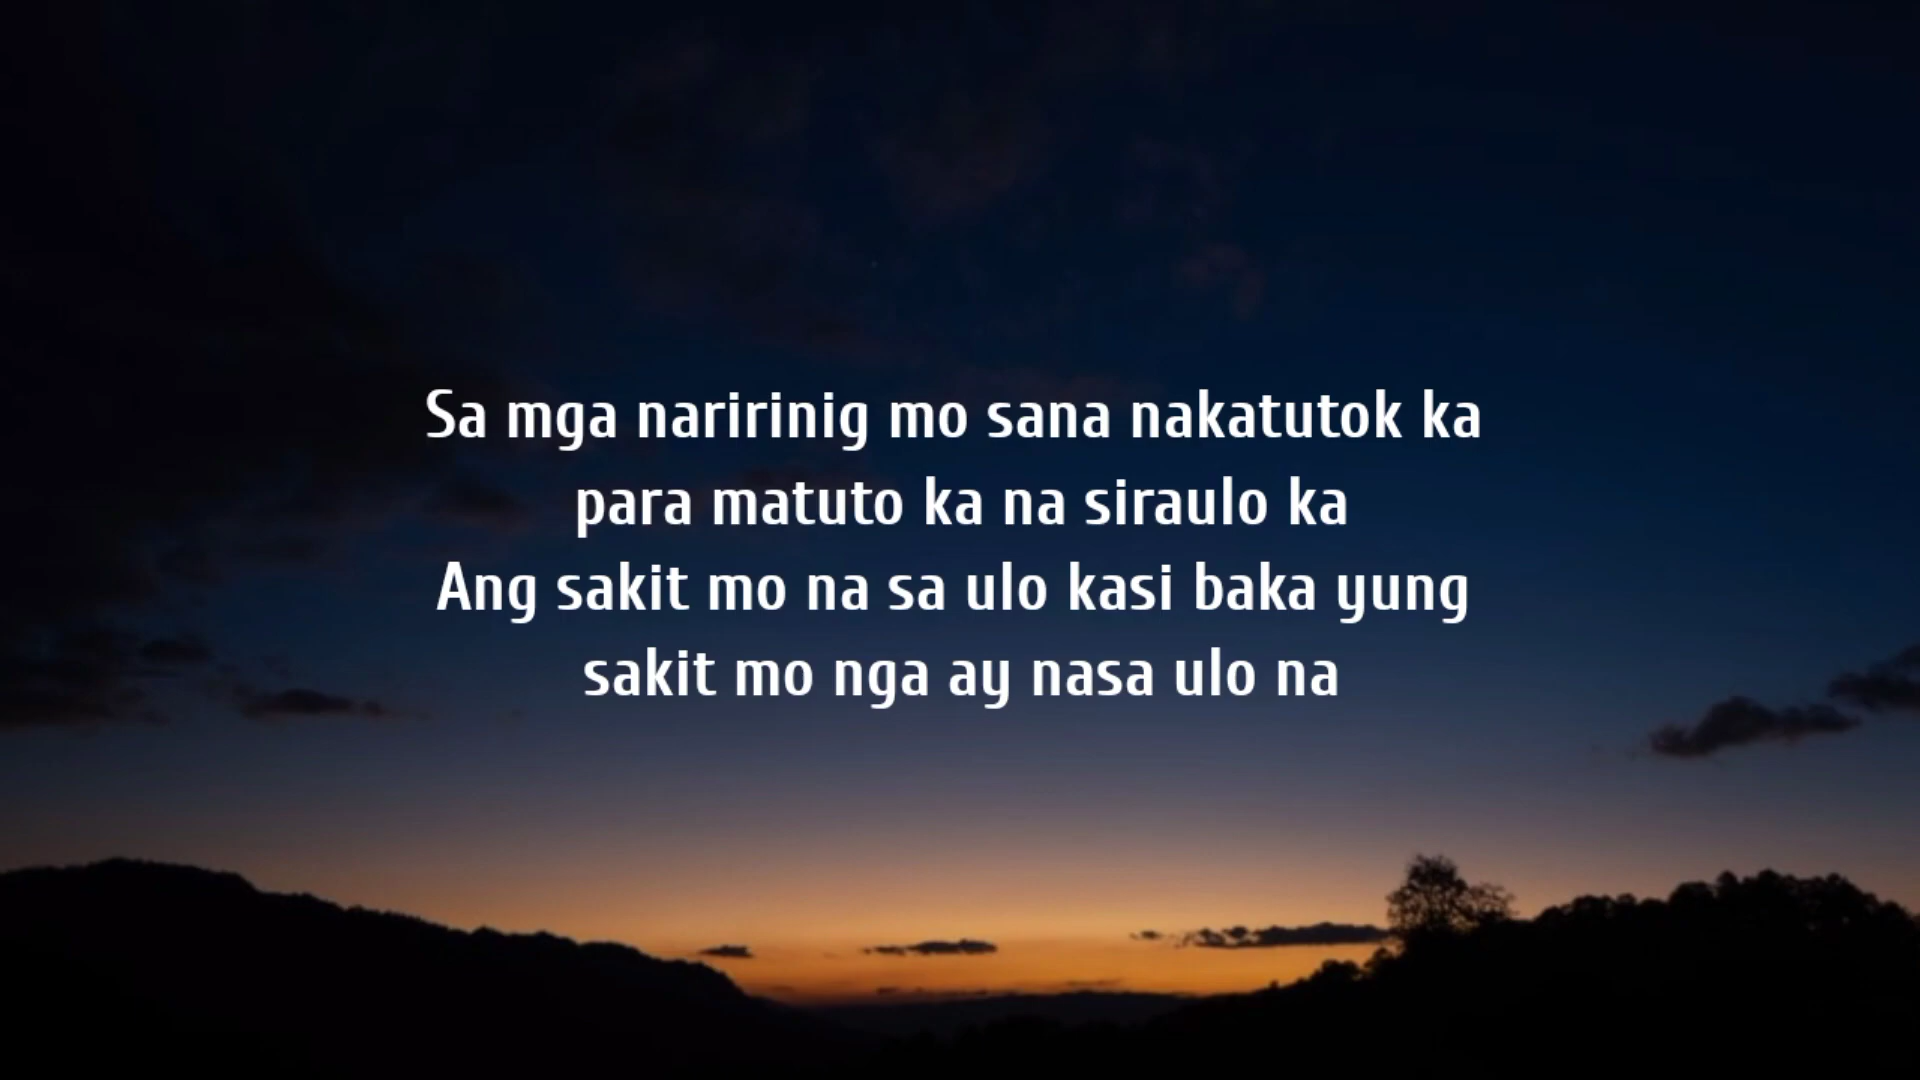 Sa mga naririnig mo sana nakatutok ka
para matuto ka na siraulo ka
Ang sakit mo na sa ulo kasi baka yung
sakit mo nga ay nasa ulo na